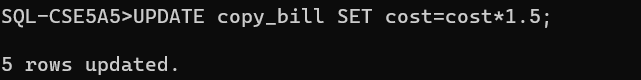 SQL-CSE5A5>UPDATE copy_bill SET cost=cost*1.5;
5 rows updated.